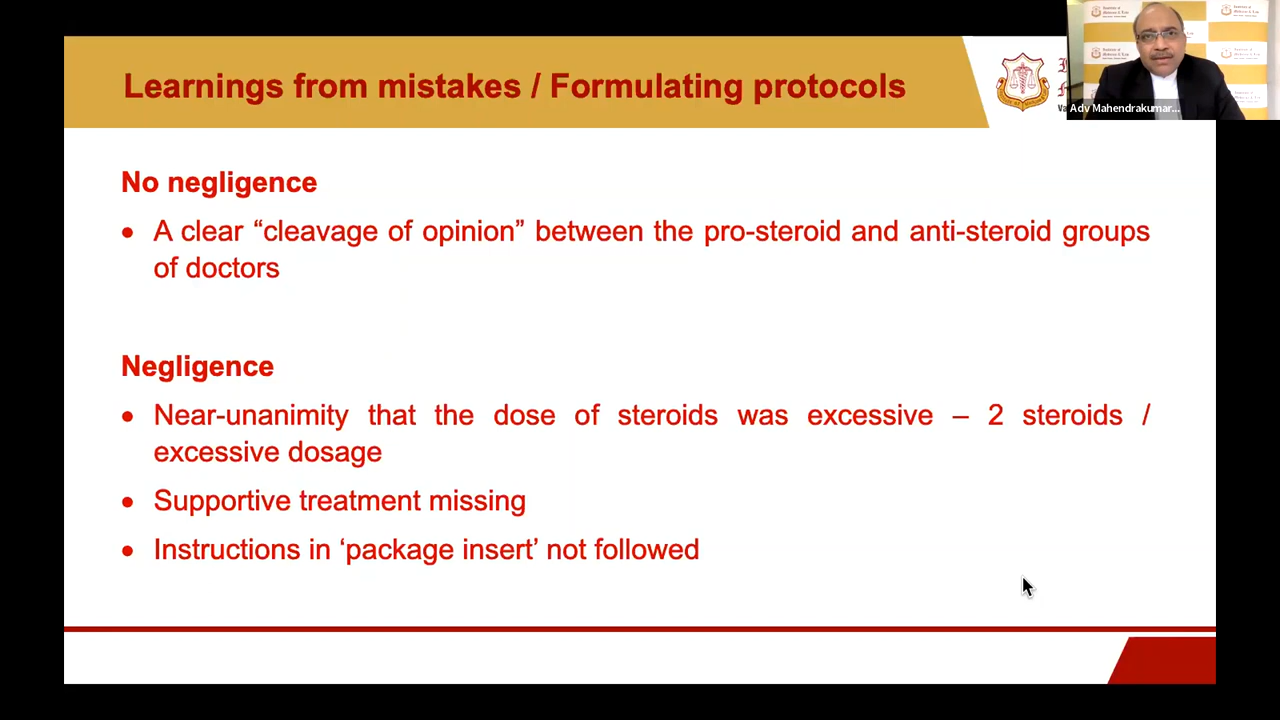 Learnings from mistakes / Formulating protocols
Adv Mahendrakumar...
No negligence
• A clear “cleavage of opinion” between the pro-steroid and anti-steroid groups
of doctors
Negligence
• Near-unanimity that the dose of steroids was excessive – 2 steroids /
excessive dosage
• Supportive treatment missing
• Instructions in ‘package insert’ not followed